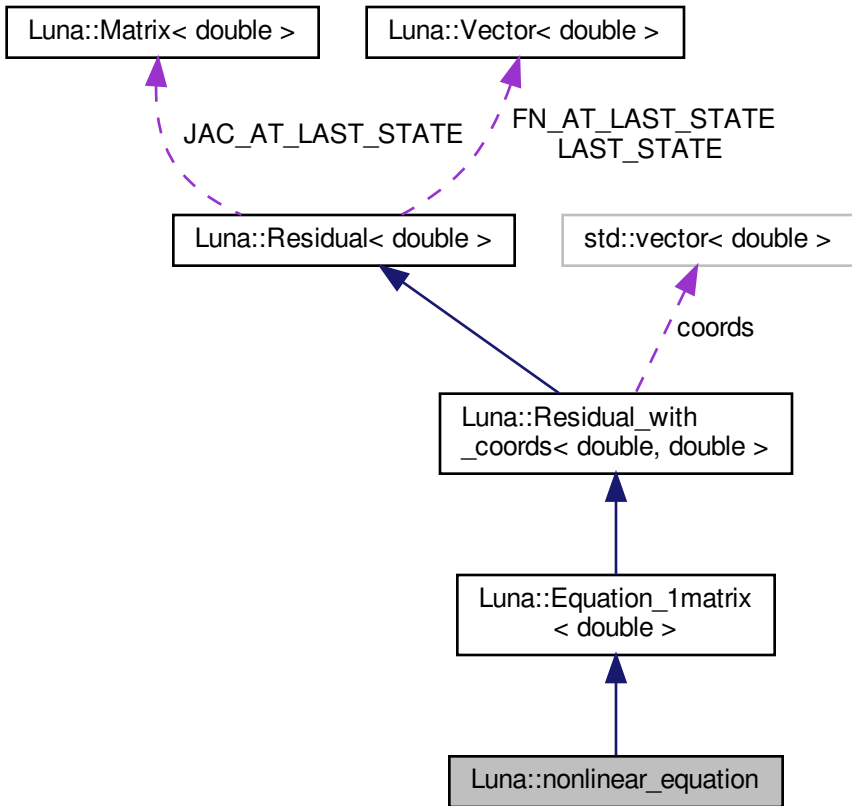 Luna::Matrix< double >
Luna::Vector< double >
JAC_AT_LAST_STATE
FN_AT_LAST_STATE
LAST_STATE
Luna::Residual< double >
std::vector< double >
coords
Luna::Residual_with
_coords< double, double >
Luna::Equation_1matrix
< double >
Luna::nonlinear_equation